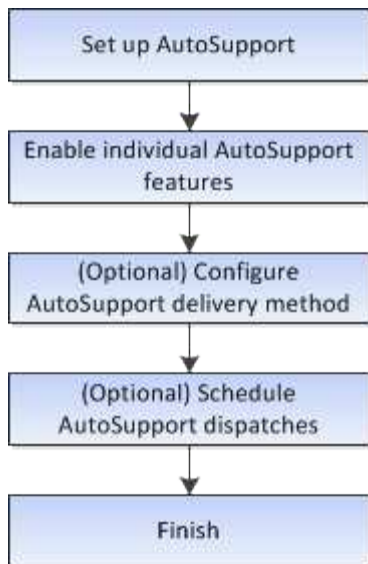 Set up AutoSupport
Enable individual AutoSupport
features
(Optional) Configure
AutoSupport delivery method
(Optional) Schedule
AutoSupport dispatches
Finish